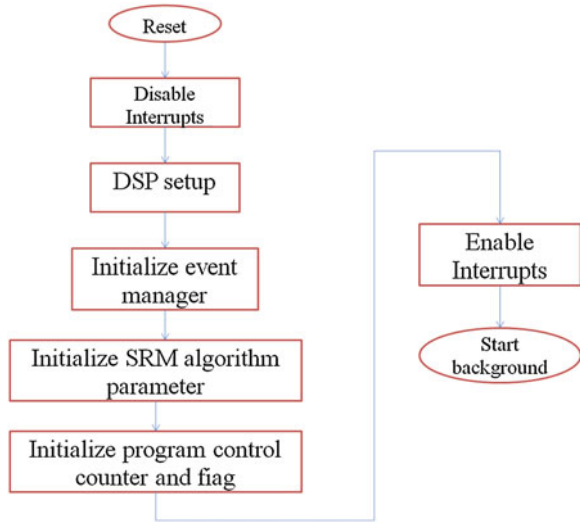 Reset
Disable
Interrupts
DSP setup
Initialize event
manager
Initialize SRM algorithm
parameter
Initialize program control
counter and fiag
Enable
Interrupts
Start
background